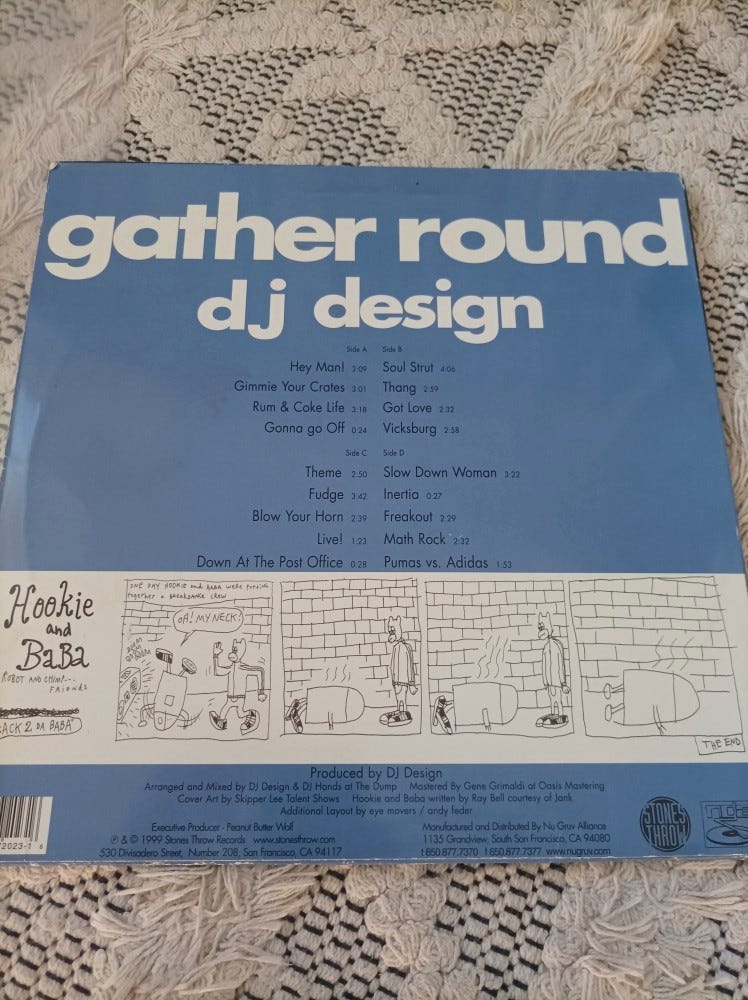 gather round
dj design
Side A Side B
Hey Man! 3:09 Soul Strut 4:06
Gimmie Your Crates 3:01 Thang 2:59
Rum & Coke Life 3:18 Got Love 2:32
Gonna go Off 0:24 Vicksburg 2:58
Side C Side D
Theme 2:50 Slow Down Woman 3:22
Fudge 3:42 Inertia 0:27
Blow Your Horn 2:39 Freakout 2:29
Live! 1:23 Math Rock 2:32
Down At The Post Office 0:28 Pumas vs. Adidas 1:53
Hookie
and
BaBa
ROBOT AND CHIMP...
FRIENDS
ACK 2 DA BABA"
ONE DAY HOOKIE and BABA WERE PUTTING
together A BREAKDANCE CREW
OH! MY NECK!
THE END
Produced by DJ Design
Arranged and Mixed by DJ Design & DJ Hands at The Dump Mastered By Gene Grimaldi at Oasis Mastering
Cover Art by Skipper Lee Talent Shows Hookie and Baba written by Ray Bell courtesy of Jank.
Additional Layout by eye movers / andy feder
Executive Producer - Peanut Butter Wolf
℗ & © 1999 Stones Throw Records www.stonesthrow.com
530 Divisadero Street, Number 208, San Francisco, CA 94117
Manufactured and Distributed By Nu Gruv Alliance
1135 Grandview, South San Francisco, CA 94080
t 650.877.7370 f 650.877.7377 www.nugruv.com
STONES
THROW
2023-1 6